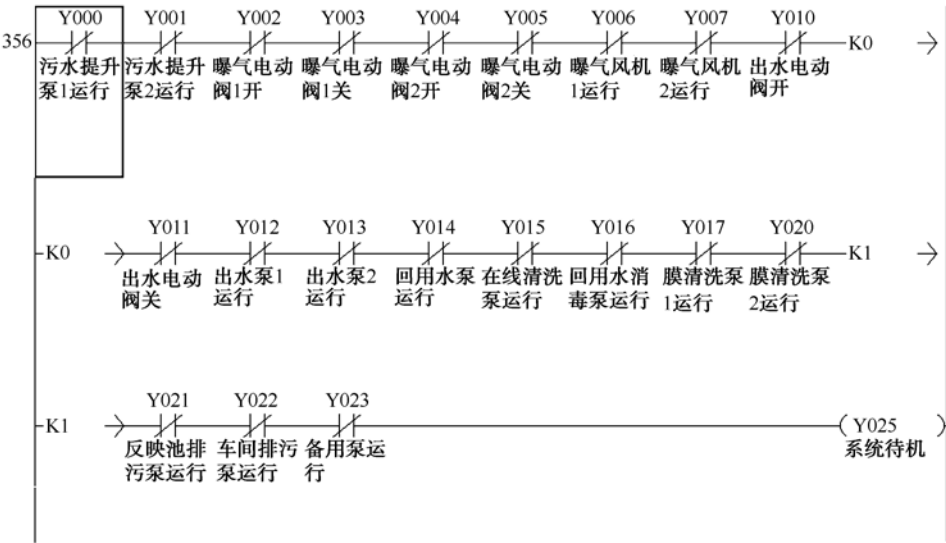 Y000 Y001 Y002 Y003 Y004 Y005 Y006 Y007 Y010
356 K0
污水提升 污水提升 曝气电动 曝气电动 曝气电动 曝气电动 曝气风机 曝气风机 出水电动
泵1运行 泵2运行 阀1开 阀1关 阀2开 阀2关 1运行 2运行 阀开
Y011 Y012 Y013 Y014 Y015 Y016 Y017 Y020
K0 K1
出水电动 出水泵1 出水泵2 回用水泵 在线清洗 回用水消 膜清洗泵 膜清洗泵
阀关 运行 运行 运行 泵运行 毒泵运行 1运行 2运行
Y021 Y022 Y023
K1 Y025
反映池排 车间排污 备用泵运 系统待机
污泵运行 泵运行 行